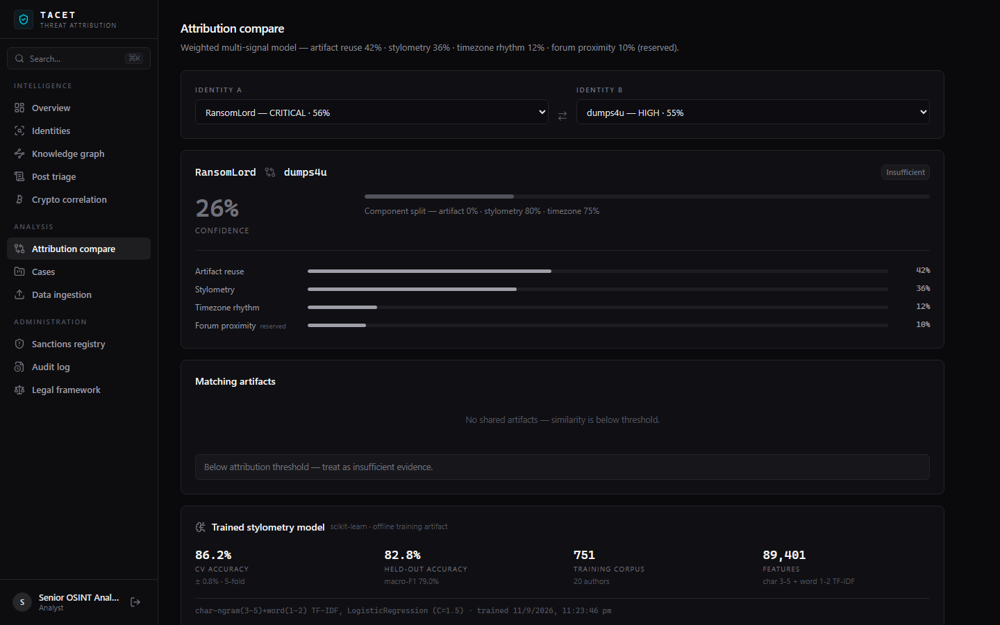 TACET
THREAT ATTRIBUTION
Search...
⌘K
INTELLIGENCE
Overview
Identities
Knowledge graph
Post triage
Crypto correlation
ANALYSIS
Attribution compare
Cases
Data ingestion
ADMINISTRATION
Sanctions registry
Audit log
Legal framework
S
Senior OSINT Anal...
Analyst
Attribution compare
Weighted multi-signal model — artifact reuse 42% · stylometry 36% · timezone rhythm 12% · forum proximity 10% (reserved).
IDENTITY A
RansomLord — CRITICAL · 56%
IDENTITY B
dumps4u — HIGH · 55%
RansomLord dumps4u
Insufficient
26%
CONFIDENCE
Component split — artifact 0% · stylometry 80% · timezone 75%
Artifact reuse 42%
Stylometry 36%
Timezone rhythm 12%
Forum proximity reserved 10%
Matching artifacts
No shared artifacts — similarity is below threshold.
Below attribution threshold — treat as insufficient evidence.
Trained stylometry model scikit-learn · offline training artifact
86.2%
CV ACCURACY
± 0.8% · 5-fold
82.8%
HELD-OUT ACCURACY
macro-F1 79.0%
751
TRAINING CORPUS
20 authors
89,401
FEATURES
char 3-5 + word 1-2 TF-IDF
char-ngram(3-5)+word(1-2) TF-IDF, LogisticRegression (C=1.5) · trained 11/9/2026, 11:23:46 pm